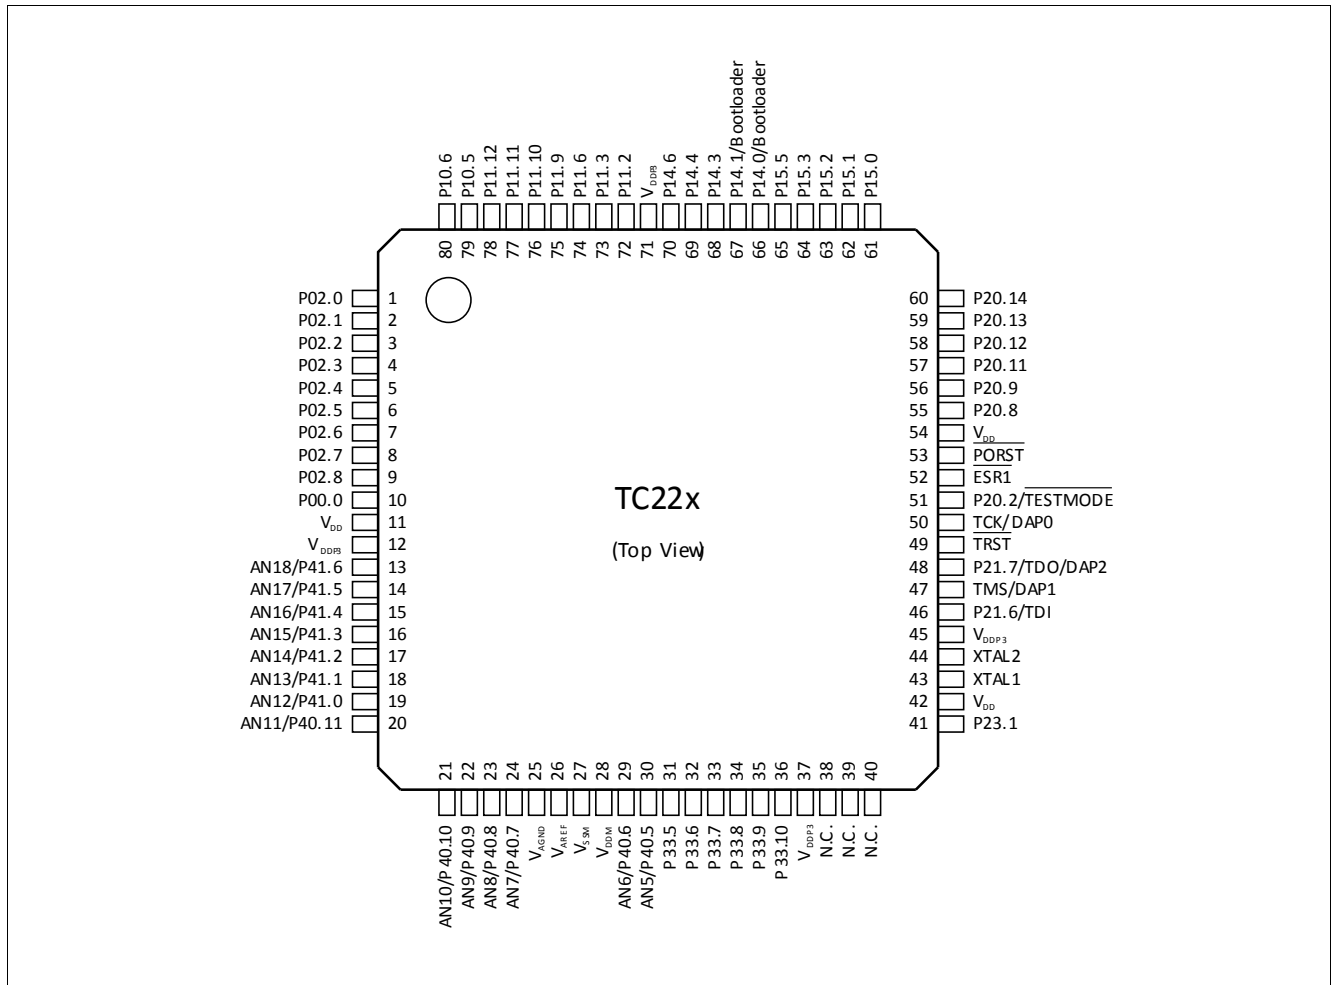 P10.6
P10.5
P11.12
P11.11
P11.10
P11.9
P11.6
P11.3
P11.2
VDDP3
P14.6
P14.4
P14.3
P14.1/Bootloader
P14.0/Bootloader
P15.5
P15.3
P15.2
P15.1
P15.0
80
79
78
77
76
75
74
73
72
71
70
69
68
67
66
65
64
63
62
61
P02.0 1
P02.1 2
P02.2 3
P02.3 4
P02.4 5
P02.5 6
P02.6 7
P02.7 8
P02.8 9
P00.0 10
VDD 11
VDDP3 12
AN18/P41.6 13
AN17/P41.5 14
AN16/P41.4 15
AN15/P41.3 16
AN14/P41.2 17
AN13/P41.1 18
AN12/P41.0 19
AN11/P40.11 20
TC22x
(Top View)
60 P20.14
59 P20.13
58 P20.12
57 P20.11
56 P20.9
55 P20.8
54 VDD
53 PORST
52 ESR1
51 P20.2/TESTMODE
50 TCK/DAP0
49 TRST
48 P21.7/TDO/DAP2
47 TMS/DAP1
46 P21.6/TDI
45 VDDP3
44 XTAL2
43 XTAL1
42 VDD
41 P23.1
21
22
23
24
25
26
27
28
29
30
31
32
33
34
35
36
37
38
39
40
AN10/P40.10
AN9/P40.9
AN8/P40.8
AN7/P40.7
VAGND
VAREF
VSSM
VDDM
AN6/P40.6
AN5/P40.5
P33.5
P33.6
P33.7
P33.8
P33.9
P33.10
VDDP3
N.C.
N.C.
N.C.